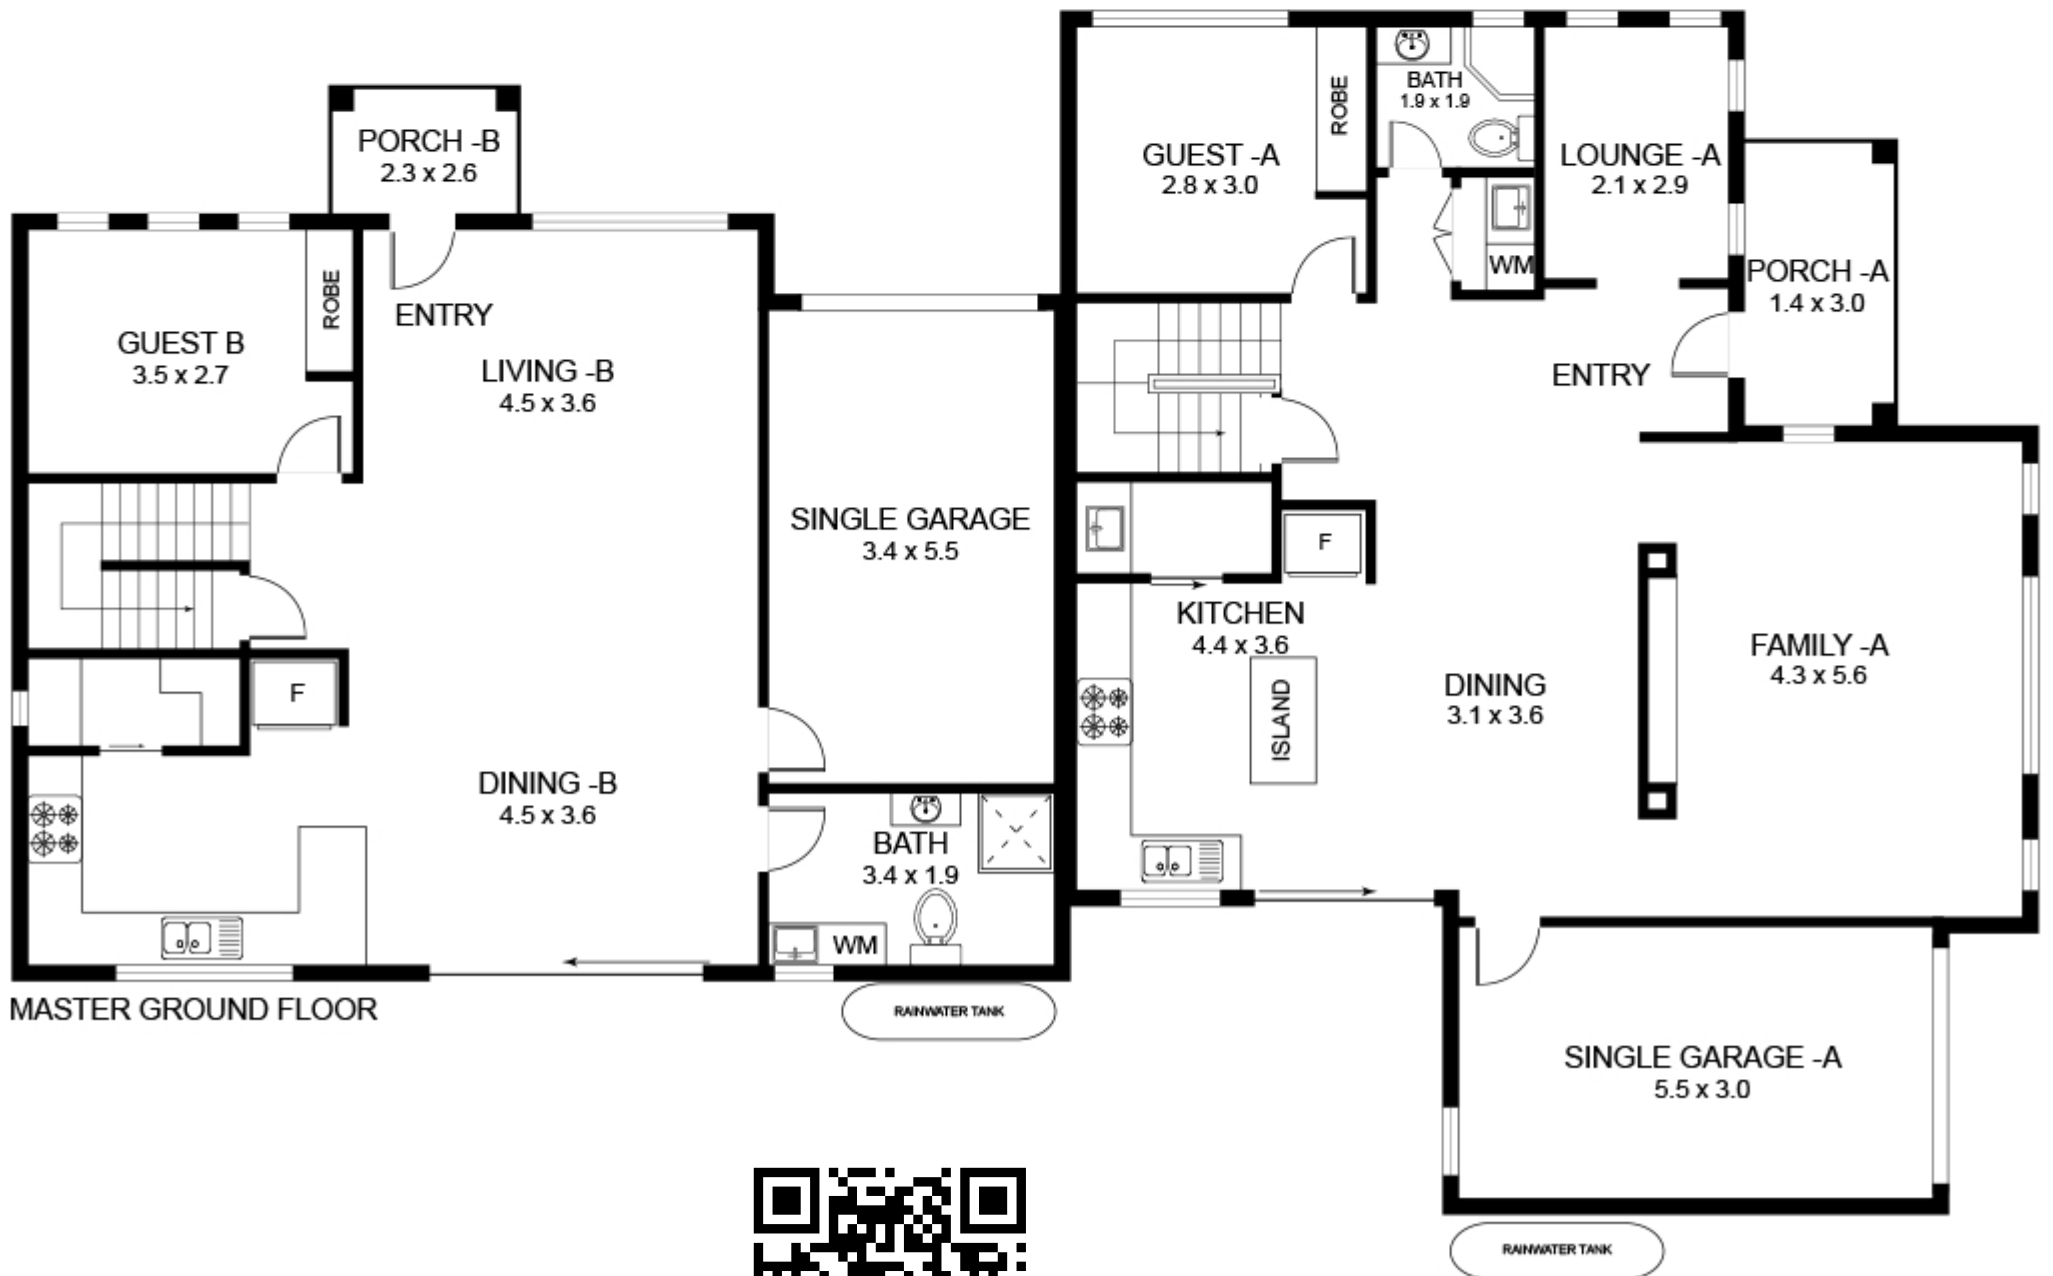 PORCH -B
2.3 x 2.6
GUEST B
3.5 x 2.7
ROBE
ENTRY
LIVING -B
4.5 x 3.6
SINGLE GARAGE
3.4 x 5.5
F
DINING -B
4.5 x 3.6
BATH
3.4 x 1.9
WM
MASTER GROUND FLOOR
RAINWATER TANK
GUEST -A
2.8 x 3.0
ROBE
BATH
1.9 x 1.9
WM
LOUNGE -A
2.1 x 2.9
PORCH -A
1.4 x 3.0
ENTRY
F
KITCHEN
4.4 x 3.6
ISLAND
DINING
3.1 x 3.6
FAMILY -A
4.3 x 5.6
SINGLE GARAGE -A
5.5 x 3.0
RAINWATER TANK